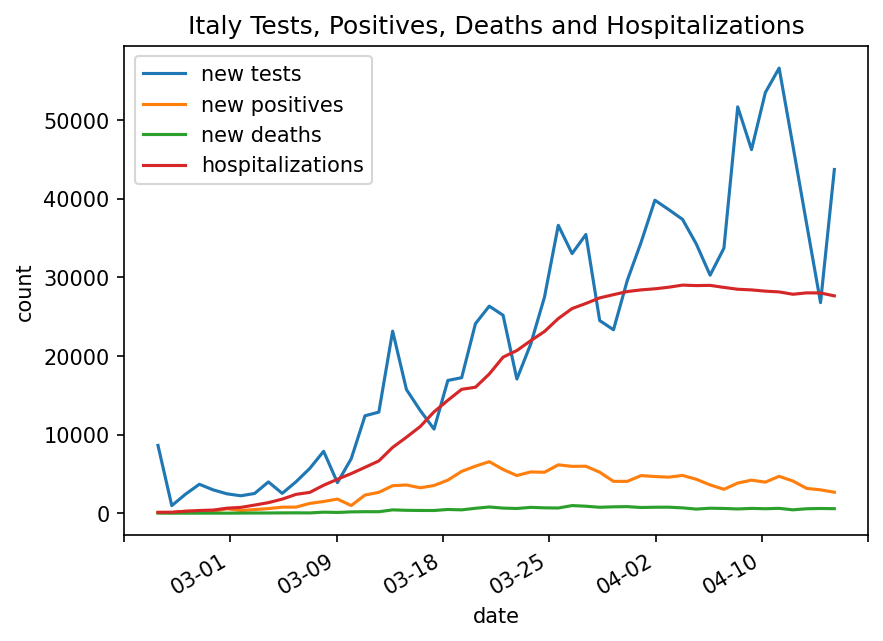 Italy Tests, Positives, Deaths and Hospitalizations
new tests
new positives
new deaths
hospitalizations
50000
40000
30000
20000
10000
0
count
03-01
03-09
03-18
03-25
04-02
04-10
date